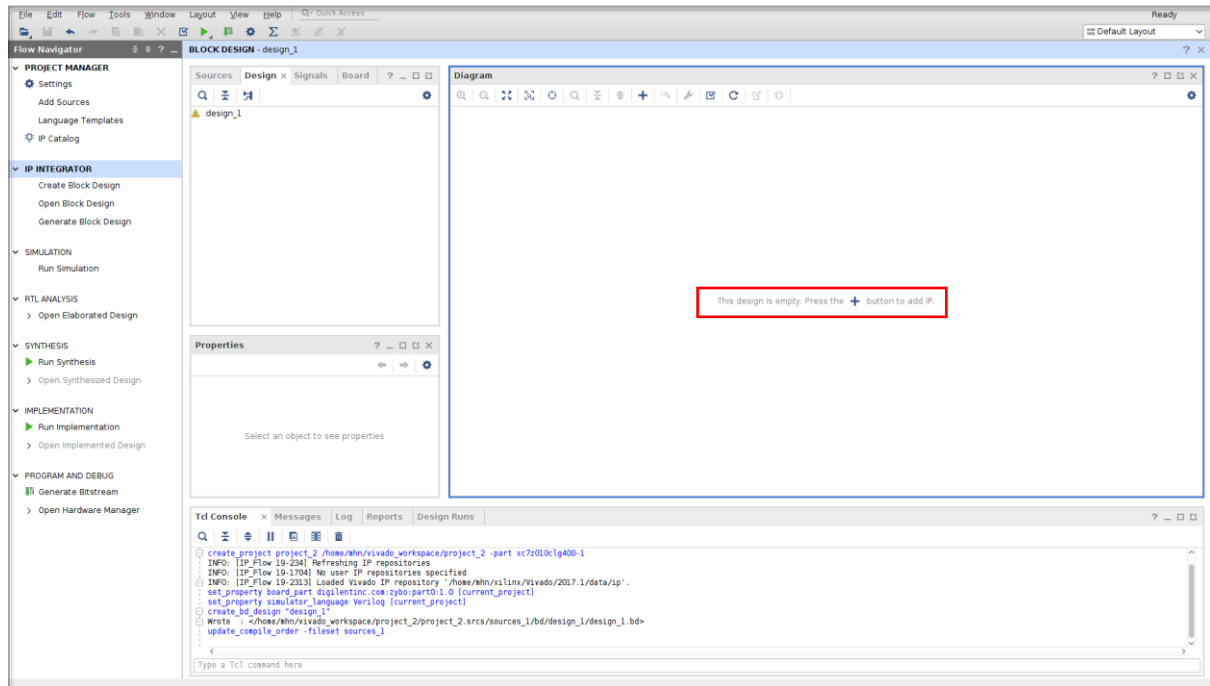 File Edit Flow Tools Window Layout View Help Q- Quick Access Ready
Default Layout
Flow Navigator ? _
BLOCK DESIGN - design_1 ? ×
PROJECT MANAGER
Settings
Add Sources
Language Templates
IP Catalog
IP INTEGRATOR
Create Block Design
Open Block Design
Generate Block Design
SIMULATION
Run Simulation
RTL ANALYSIS
Open Elaborated Design
SYNTHESIS
Run Synthesis
Open Synthesized Design
IMPLEMENTATION
Run Implementation
Open Implemented Design
PROGRAM AND DEBUG
Generate Bitstream
Open Hardware Manager
Sources Design × Signals Board ? _
design_1
Properties ? _
Select an object to see properties
Diagram ?
This design is empty. Press the + button to add IP.
Tcl Console × Messages Log Reports Design Runs ? _
create_project project_2 /home/mhn/vivado_workspace/project_2 -part xc7z010clg400-1
INFO: [IP_Flow 19-234] Refreshing IP repositories
INFO: [IP_Flow 19-1704] No user IP repositories specified
INFO: [IP_Flow 19-2313] Loaded Vivado IP repository '/home/mhn/xilinx/Vivado/2017.1/data/ip'.
set_property board_part digilentinc.com:zybo:part0:1.0 [current_project]
set_property simulator_language Verilog [current_project]
create_bd_design "design_1"
Wrote : </home/mhn/vivado_workspace/project_2/project_2.srcs/sources_1/bd/design_1/design_1.bd>
update_compile_order -fileset sources_1
Type a Tcl command here